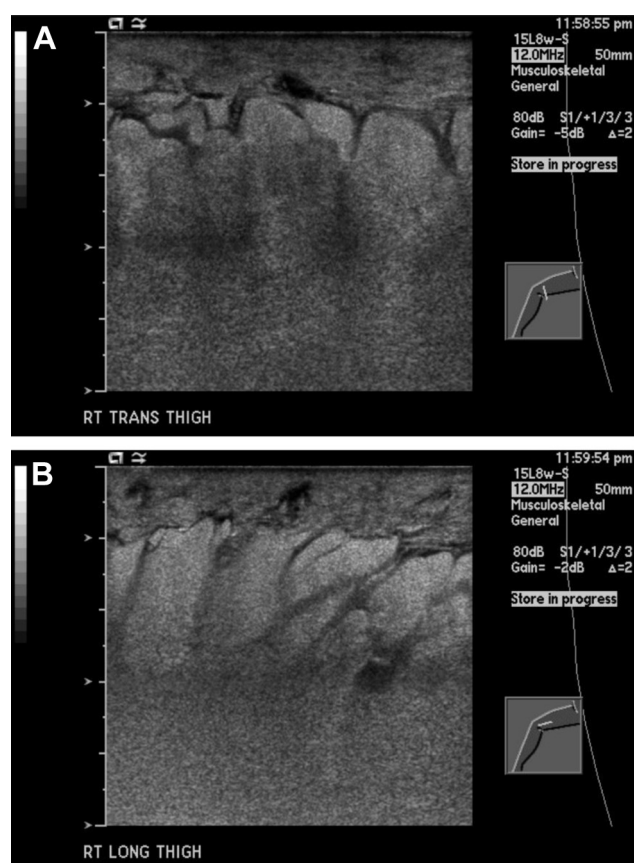 A
11:58:55 pm
15L8w-S
12.0MHz 50mm
Musculoskeletal
General
80dB S1/+1/3/3
Gain= -5dB Δ=2
Store in progress
RT TRANS THIGH
B
11:59:54 pm
15L8w-S
12.0MHz 50mm
Musculoskeletal
General
80dB S1/+1/3/3
Gain= -2dB Δ=2
Store in progress
RT LONG THIGH